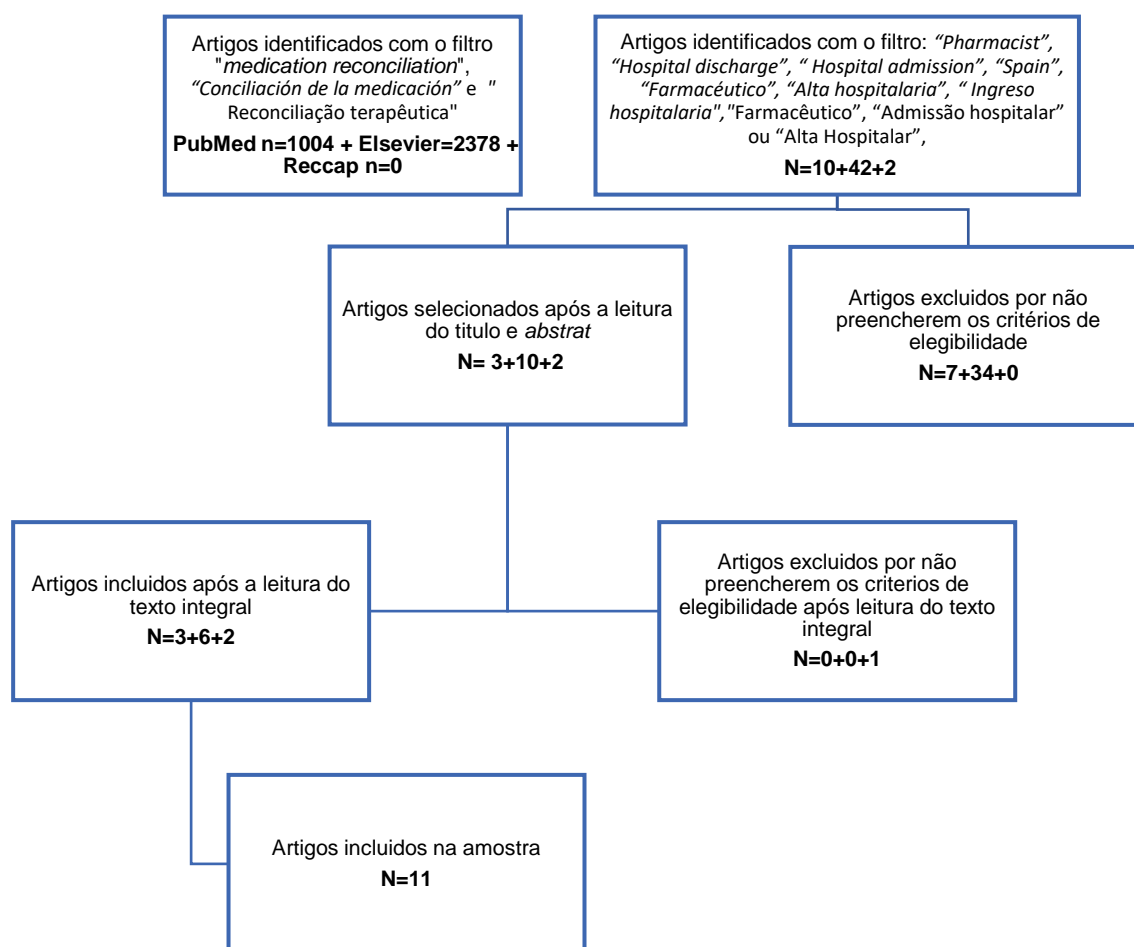 Artigos identificados com o filtro
"medication reconciliation",
“Conciliación de la medicación” e "
Reconciliação terapêutica"
PubMed n=1004 + Elsevier=2378 +
Reccap n=0
Artigos identificados com o filtro: “Pharmacist”,
“Hospital discharge”, “ Hospital admission”, “Spain”,
“Farmacéutico”, “Alta hospitalaria”, “ Ingreso
hospitalaria","Farmacêutico”, “Admissão hospitalar”
ou “Alta Hospitalar”,
N=10+42+2
Artigos selecionados após a leitura
do titulo e abstrat
N= 3+10+2
Artigos excluidos por não
preencherem os critérios de
elegibilidade
N=7+34+0
Artigos incluidos após a leitura do
texto integral
N=3+6+2
Artigos excluidos por não
preencherem os criterios de
elegibilidade após leitura do texto
integral
N=0+0+1
Artigos incluidos na amostra
N=11